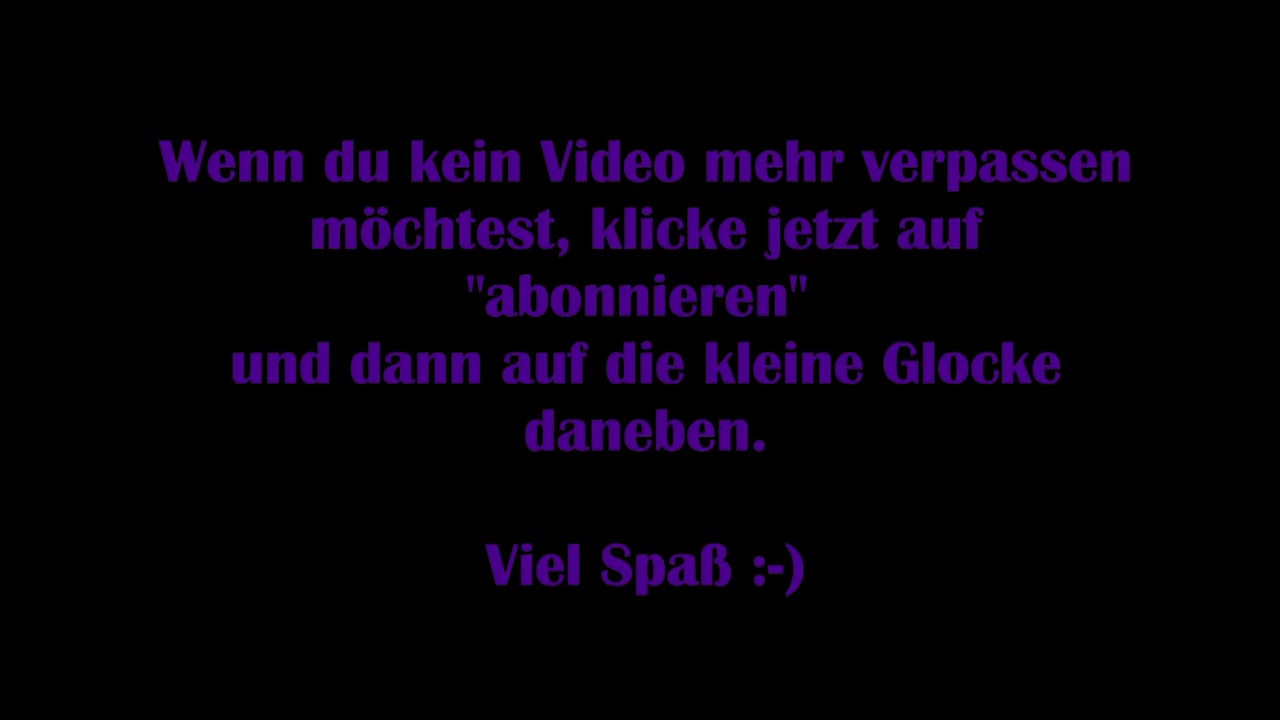 Wenn du kein Video mehr verpassen
möchtest, klicke jetzt auf
"abonnieren"
und dann auf die kleine Glocke
daneben.
Viel Spaß :-)